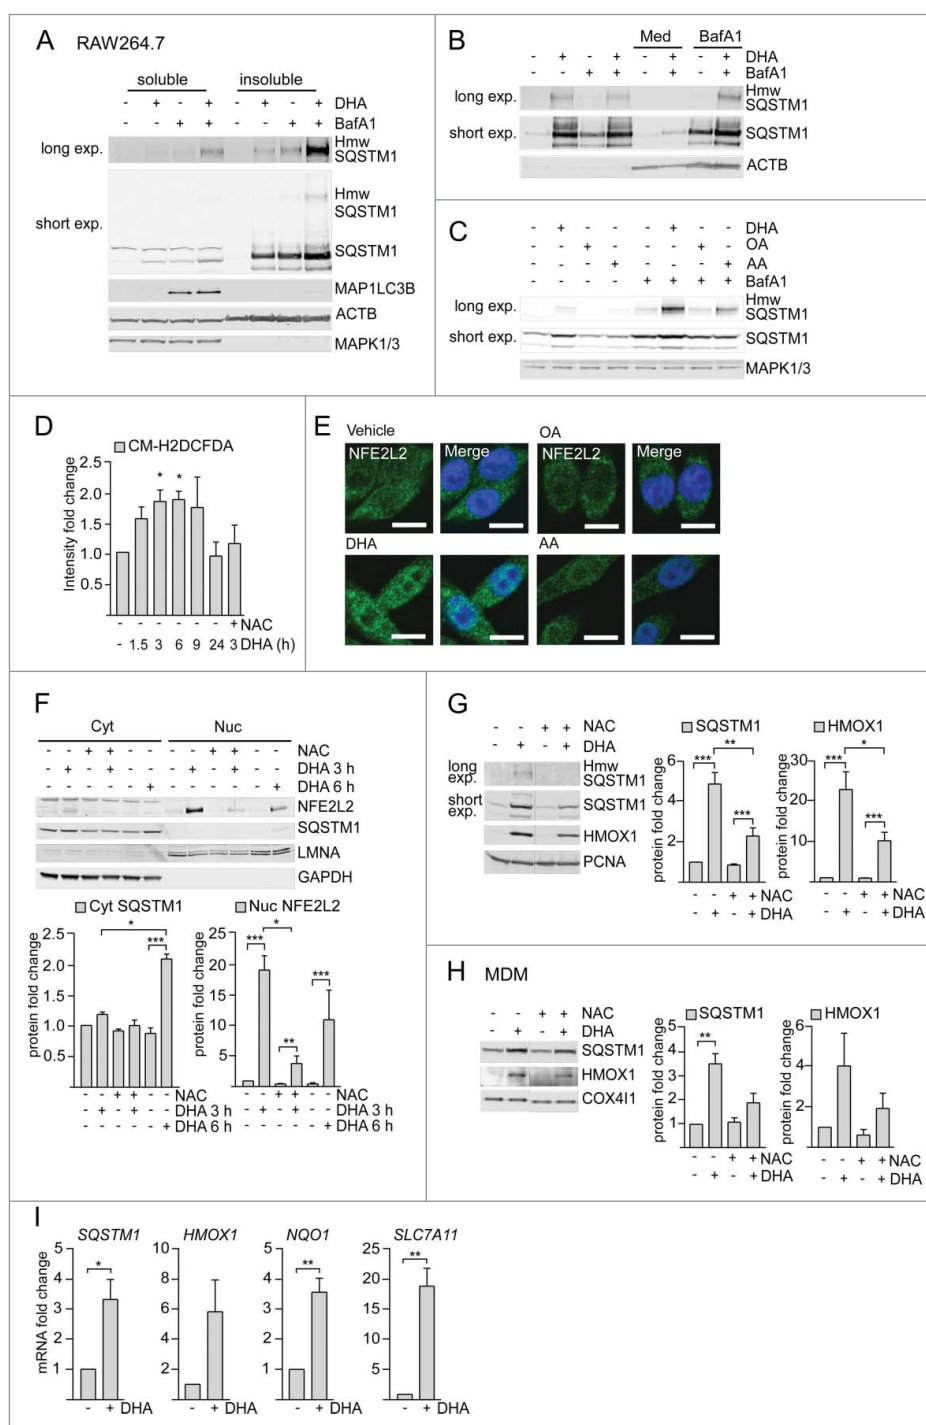 A RAW264.7
soluble insoluble
- + - + - + - + DHA
- - + + - - + + BafA1
long exp. Hmw
SQSTM1
short exp. Hmw
SQSTM1
SQSTM1
MAP1LC3B
ACTB
MAPK1/3
B
Med BafA1
- + - + - + - + DHA
- - + + - + - + BafA1
long exp. Hmw
SQSTM1
short exp. SQSTM1
ACTB
C
- + - - - + - - DHA
- - + - - - + - OA
- - - + - - - + AA
- - - - + + + + BafA1
long exp. Hmw
SQSTM1
short exp. SQSTM1
MAPK1/3
D
CM-H2DCFDA
Intensity fold change
2.5
2.0
1.5
1.0
0.5
* *
+ NAC
- 1.5 3 6 9 24 3 DHA (h)
E
Vehicle OA
NFE2L2 Merge NFE2L2 Merge
DHA AA
F
Cyt Nuc
- - + + - - - - + + - - NAC
- + - + - - - + - + - - DHA 3 h
- - - - - + - - - - - + DHA 6 h
NFE2L2
SQSTM1
LMNA
GAPDH
Cyt SQSTM1
protein fold change
2.5
2.0
1.5
1.0
0.5
* ***
- - + + - - NAC
- + - + - - DHA 3 h
- - - - - + DHA 6 h
Nuc NFE2L2
protein fold change
25
20
15
10
5
*** * ** ***
- - + + - - NAC
- + - + - - DHA 3 h
- - - - - + DHA 6 h
G
- - + + NAC
- + - + DHA
long exp. Hmw
SQSTM1
short exp. SQSTM1
HMOX1
PCNA
SQSTM1
protein fold change
6
4
2
*** ** ***
- - + + NAC
- + - + DHA
HMOX1
protein fold change
30
20
10
*** * ***
- - + + NAC
- + - + DHA
H MDM
- - + + NAC
- + - + DHA
SQSTM1
HMOX1
COX4I1
SQSTM1
protein fold change
4
3
2
1
**
- - + + NAC
- + - + DHA
HMOX1
protein fold change
6
4
2
- - + + NAC
- + - + DHA
I
SQSTM1
mRNA fold change
5
4
3
2
1
*
- + DHA
HMOX1
10
8
6
4
2
- + DHA
NQO1
5
4
3
2
1
**
- + DHA
SLC7A11
25
20
15
10
5
**
- + DHA